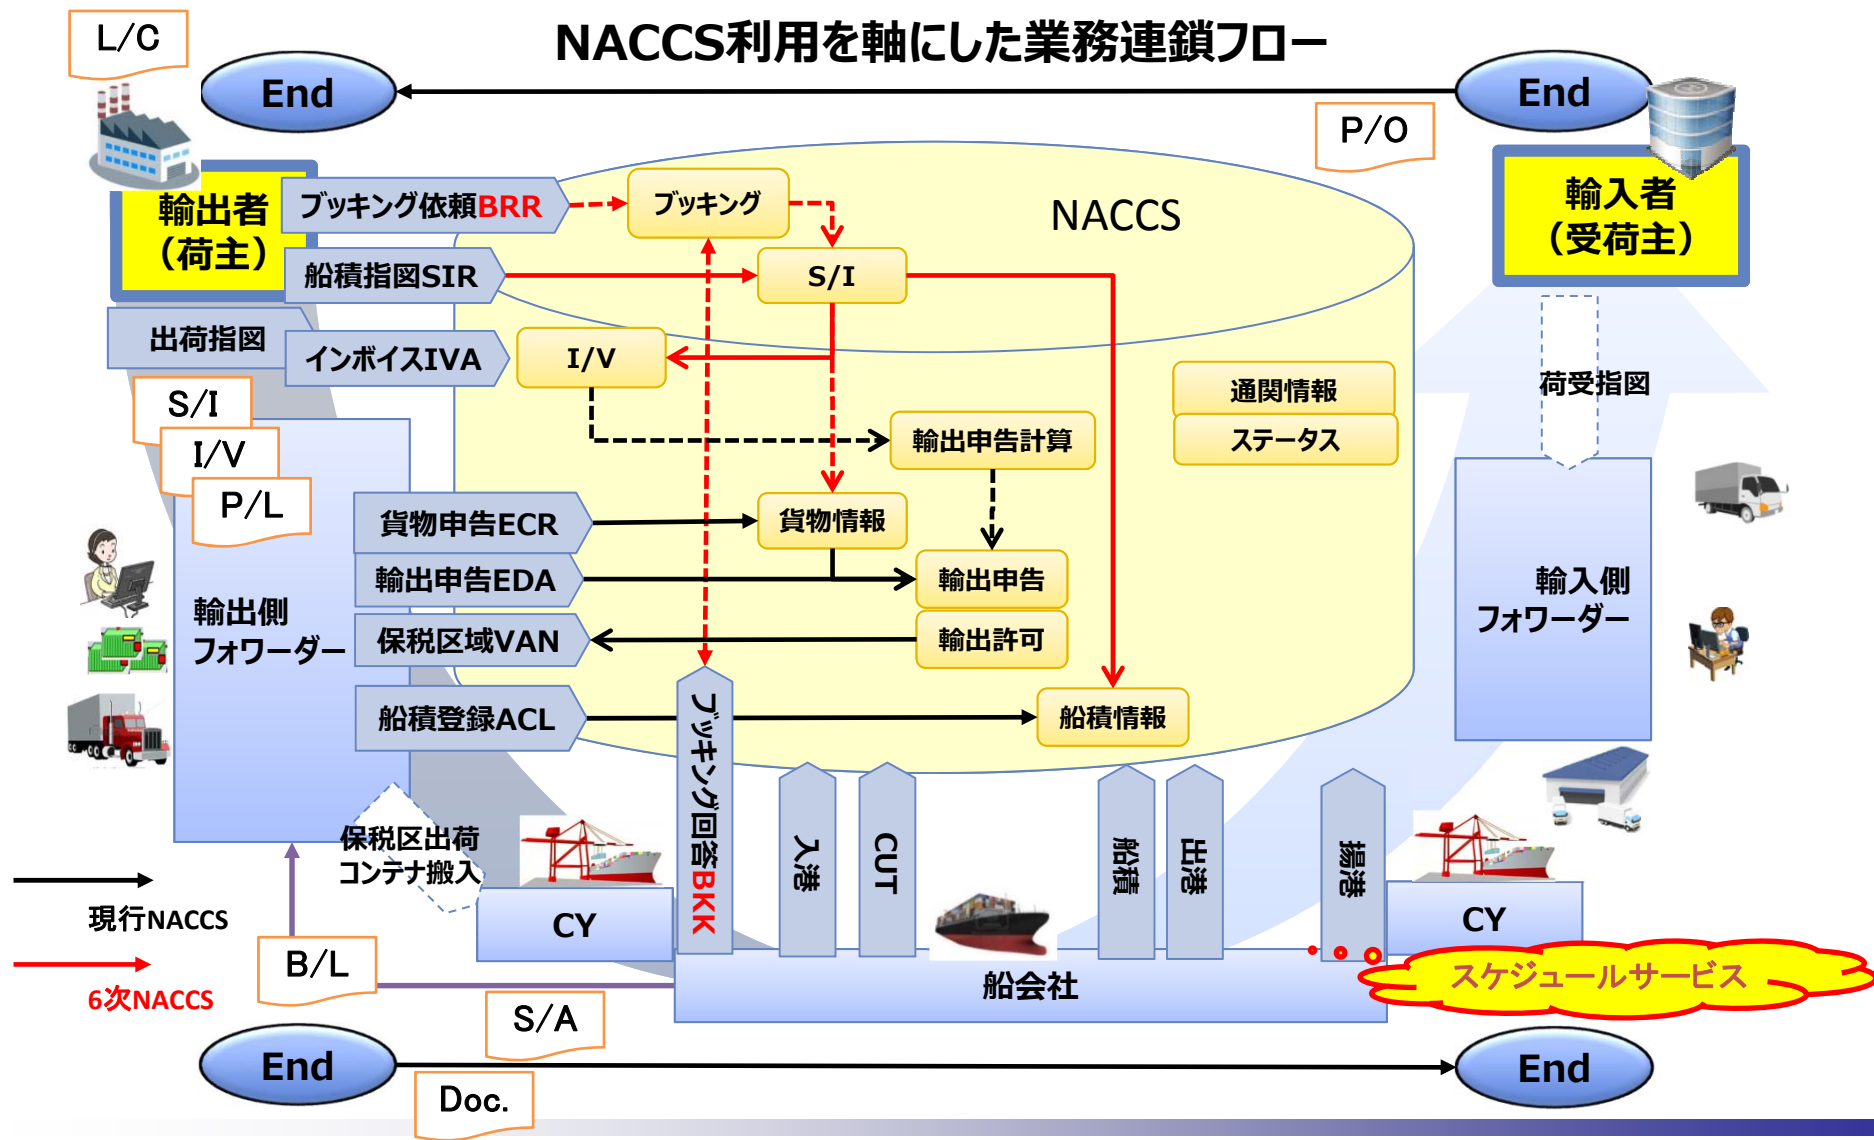 NACCS利用を軸にした業務連鎖フロー
L/C
End
End
P/O
輸出者
（荷主）
ブッキング依頼BRR
ブッキング
NACCS
輸入者
（受荷主）
船積指図SIR
S/I
出荷指図
インボイスIVA
I/V
通関情報
ステータス
荷受指図
S/I
I/V
P/L
輸出申告計算
貨物申告ECR
貨物情報
輸出申告EDA
輸出申告
輸出側
フォワーダー
保税区域VAN
輸出許可
輸入側
フォワーダー
船積登録ACL
船積情報
ブッキング回答BKK
入港
CUT
船積
出港
揚港
保税区出荷
コンテナ搬入
CY
CY
現行NACCS
6次NACCS
B/L
S/A
船会社
スケジュールサービス
End
End
Doc.